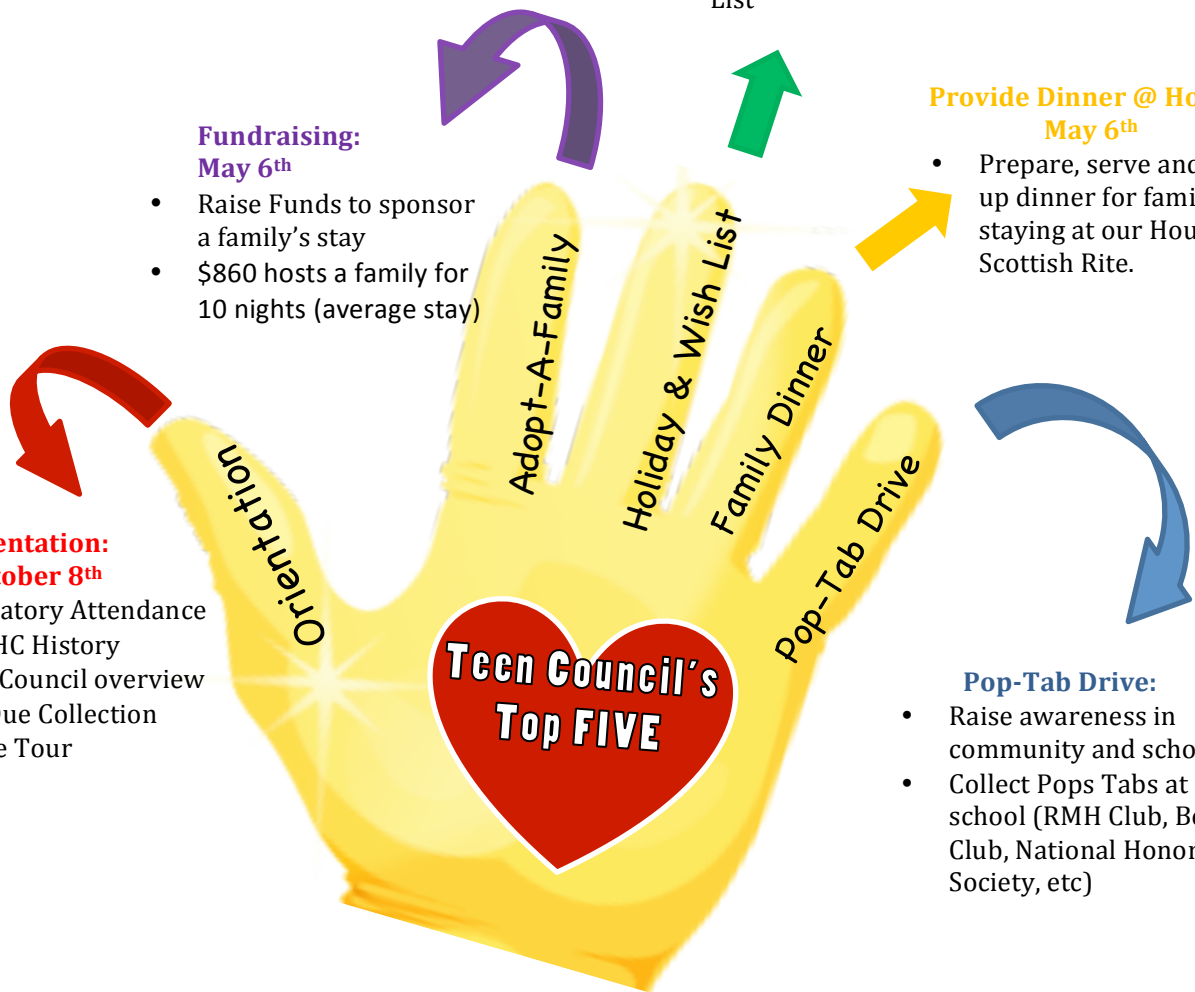 List
Fundraising:
May 6th
• Raise Funds to sponsor
a family's stay
• $860 hosts a family for
10 nights (average stay)
Provide Dinner @ Ho
May 6th
• Prepare, serve and
up dinner for fami
staying at our Hou
Scottish Rite.
Orientation
Adopt-A-Family
Holiday & Wish List
Family Dinner
Pop-Tab Drive
entation:
tober 8th
atory Attendance
HC History
Council overview
ue Collection
e Tour
Teen Council's
Top FIVE
Pop-Tab Drive:
• Raise awareness in
community and scho
• Collect Pops Tabs at
school (RMH Club, Be
Club, National Honor
Society, etc)